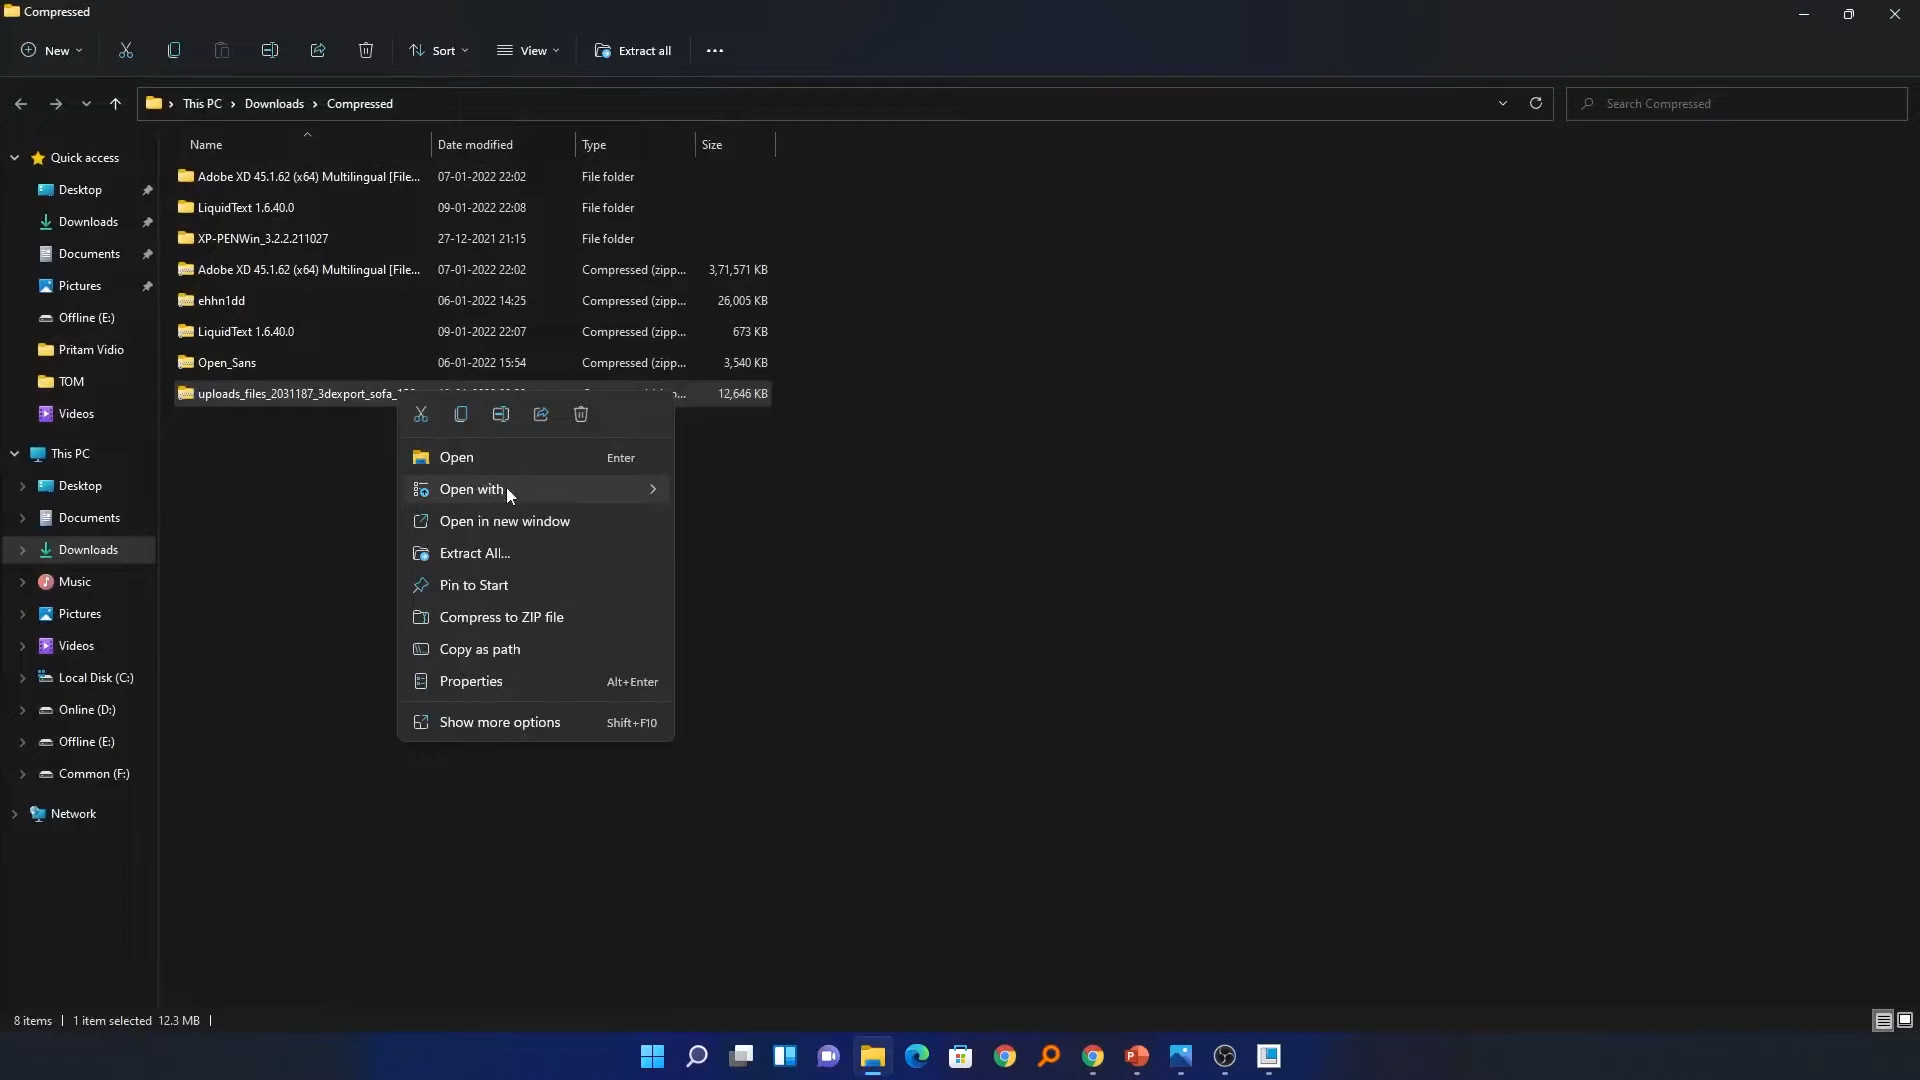 Compressed
New
Sort
View
Extract all
This PC
Downloads
Compressed
Search Compressed
Name
Date modified
Type
Size
Quick access
Desktop
Downloads
Documents
Pictures
Offline (E:)
Pritam Vidio
TOM
Videos
This PC
Desktop
Documents
Downloads
Music
Pictures
Videos
Local Disk (C:)
Online (D:)
Offline (E:)
Common (F:)
Network
Adobe XD 45.1.62 (x64) Multilingual [File... 07-01-2022 22:02 File folder
LiquidText 1.6.40.0 09-01-2022 22:08 File folder
XP-PENWin_3.2.2.211027 27-12-2021 21:15 File folder
Adobe XD 45.1.62 (x64) Multilingual [File... 07-01-2022 22:02 Compressed (zipp... 3,71,571 KB
ehhn1dd 06-01-2022 14:25 Compressed (zipp... 26,005 KB
LiquidText 1.6.40.0 09-01-2022 22:07 Compressed (zipp... 673 KB
Open_Sans 06-01-2022 15:54 Compressed (zipp... 3,540 KB
uploads_files_2031187_3dexport_sofa_ 12,646 KB
Open Enter
Open with
Open in new window
Extract All...
Pin to Start
Compress to ZIP file
Copy as path
Properties Alt+Enter
Show more options Shift+F10
8 items | 1 item selected 12.3 MB |